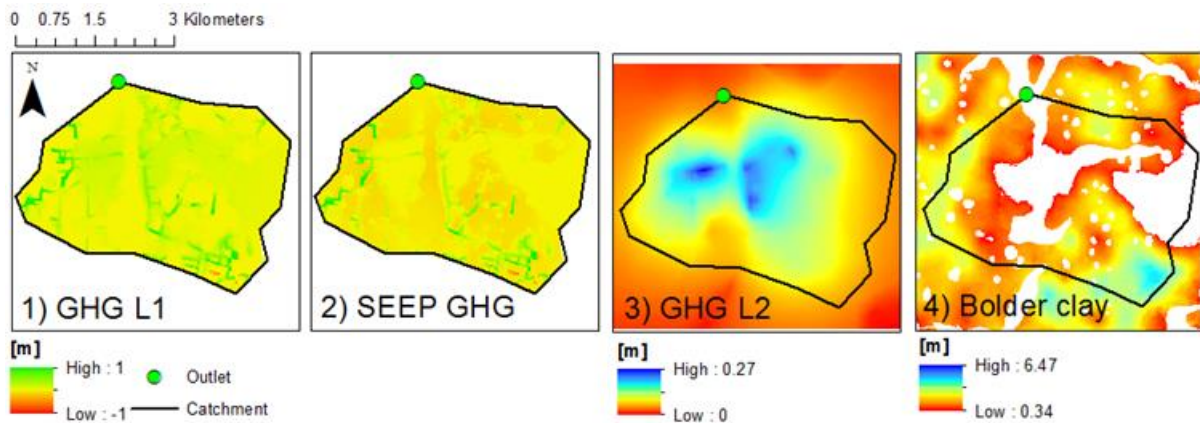 0 0.75 1.5 3 Kilometers
N
1) GHG L1
2) SEEP GHG
3) GHG L2
4) Bolder clay
[m]
High : 1
Low : -1
Outlet
Catchment
[m]
High : 0.27
Low : 0
[m]
High : 6.47
Low : 0.34